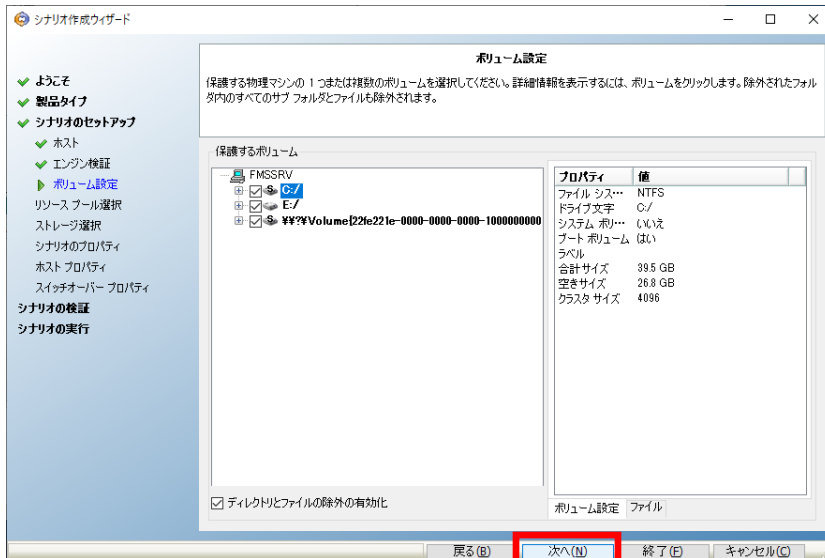 シナリオ作成ウィザード
ボリューム設定
保護する物理マシンの 1 つまたは複数のボリュームを選択してください。詳細情報を表示するには、ボリュームをクリックします。除外されたフォル
ダ内のすべてのサブ フォルダとファイルも除外されます。
ようこそ
製品タイプ
シナリオのセットアップ
ホスト
エンジン検証
ボリューム設定
リソース プール選択
ストレージ選択
シナリオのプロパティ
ホスト プロパティ
スイッチオーバー プロパティ
シナリオの検証
シナリオの実行
保護するボリューム
FMSSRV
C:/
E:/
¥¥?¥Volume{22fe221e-0000-0000-0000-1000000000
プロパティ 値
ファイル シス… NTFS
ドライブ文字 C:/
システム ボリ… いいえ
ブート ボリューム はい
ラベル
合計サイズ 39.5 GB
空きサイズ 26.8 GB
クラスタ サイズ 4096
ディレクトリとファイルの除外の有効化
ボリューム設定 ファイル
戻る(B) 次へ(N) 終了(F) キャンセル(C)